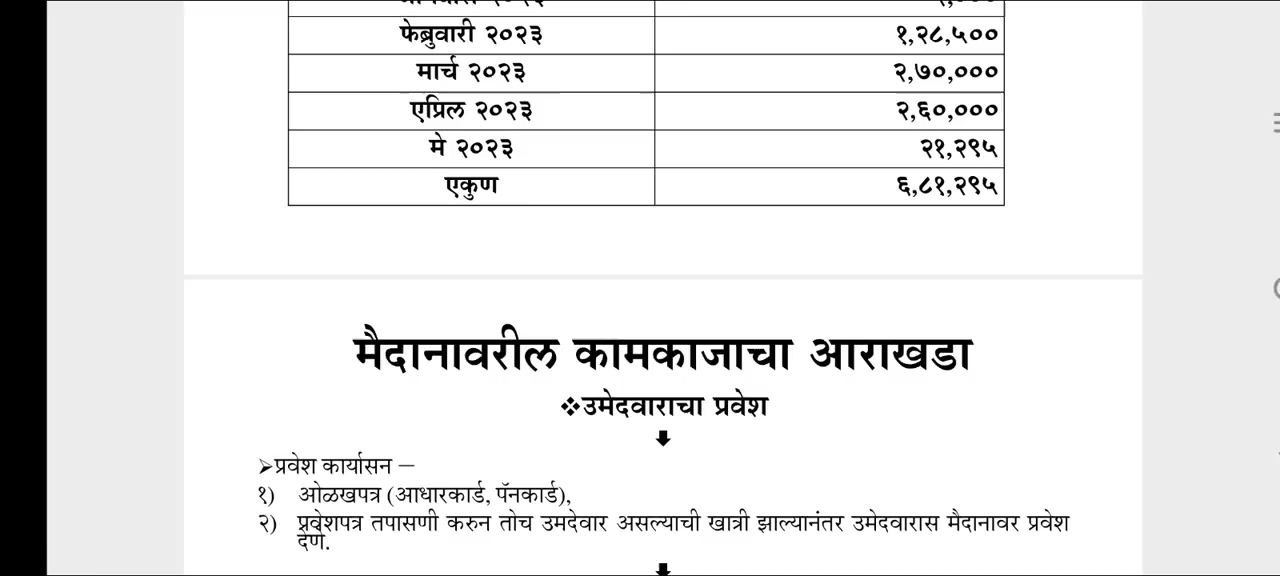 फेब्रुवारी २०२३ १,२८,५००
मार्च २०२३ २,७०,०००
एप्रिल २०२३ २,६०,०००
मे २०२३ २१,२९५
एकुण ६,८१,२९५
मैदानावरील कामकाजाचा आराखडा
❖उमेदवाराचा प्रवेश
➢प्रवेश कार्यासन –
१) ओळखपत्र (आधारकार्ड, पॅनकार्ड),
२) प्रवेशपत्र तपासणी करुन तोच उमदेवार असल्याची खात्री झाल्यानंतर उमेदवारास मैदानावर प्रवेश
देणे.